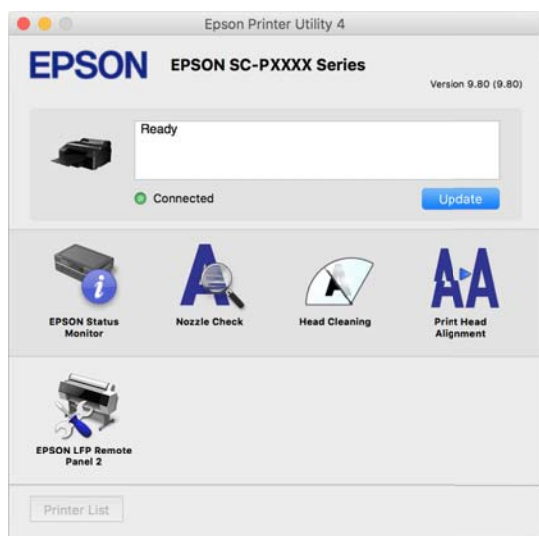 Epson Printer Utility 4
EPSON
EPSON SC-PXXXX Series
Version 9.80 (9.80)
Ready
Connected
Update
EPSON Status
Monitor
Nozzle Check
Head Cleaning
Print Head
Alignment
EPSON LFP Remote
Panel 2
Printer List